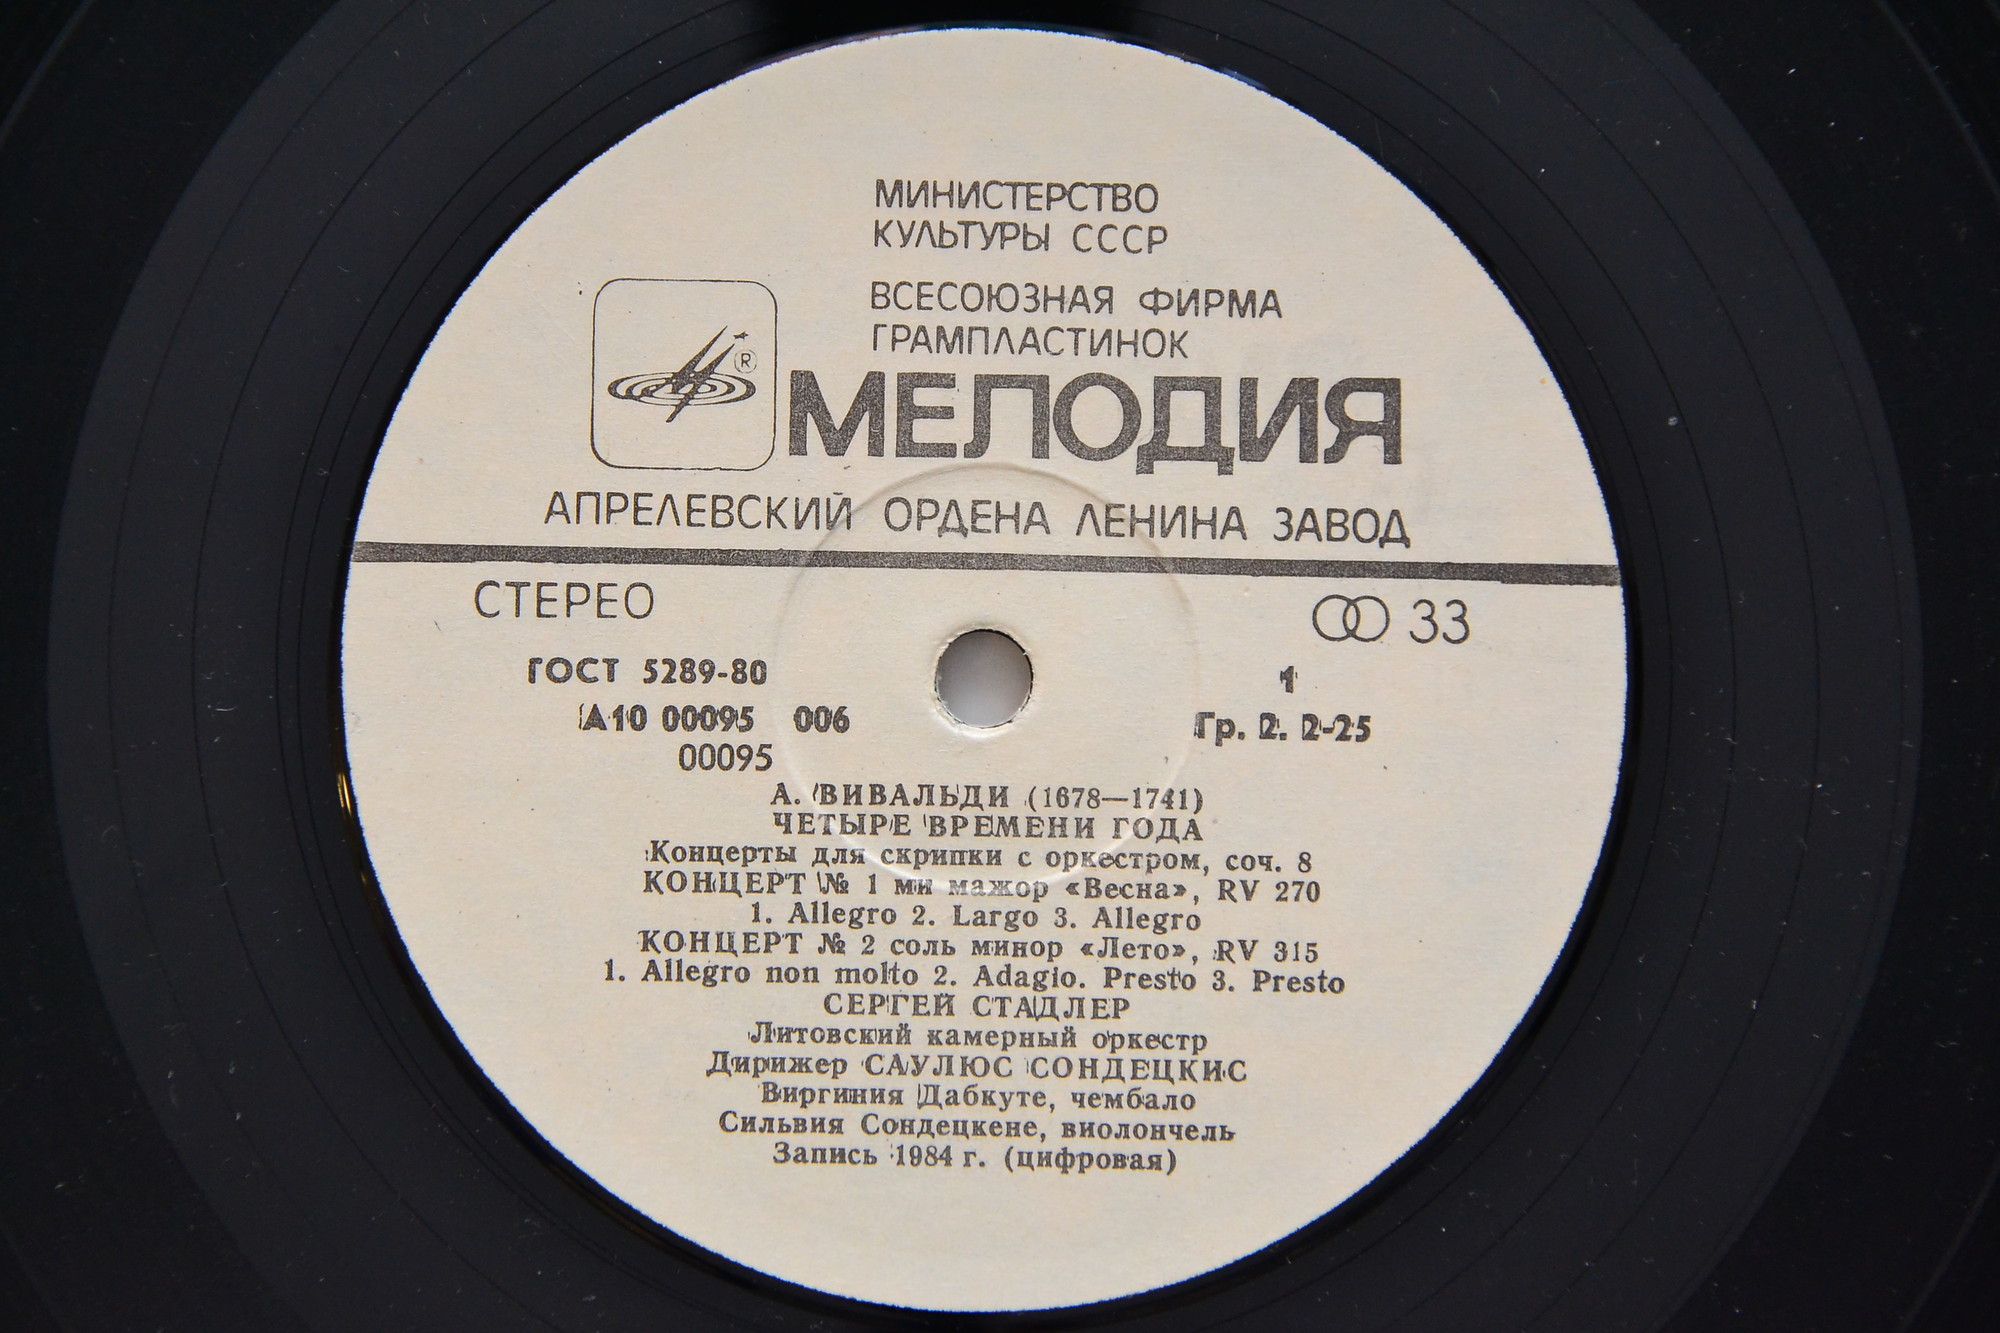 МИНИСТЕРСТВО
КУЛЬТУРЫ СССР
ВСЕСОЮЗНАЯ ФИРМА
ГРАМПЛАСТИНОК
®
МЕЛОДИЯ
АПРЕЛЕВСКИЙ ОРДЕНА ЛЕНИНА ЗАВОД
СТЕРЕО
33
ГОСТ 5289-80
1
А10 00095 006
Гр. 2. 2-25
00095
А. ВИВАЛЬДИ (1678—1741)
ЧЕТЫРЕ ВРЕМЕНИ ГОДА
Концерты для скрипки с оркестром, соч. 8
КОНЦЕРТ № 1 ми мажор «Весна», RV 270
1. Allegro 2. Largo 3. Allegro
КОНЦЕРТ № 2 соль минор «Лето», RV 315
1. Allegro non molto 2. Adagio. Presto 3. Presto
СЕРГЕЙ СТАДЛЕР
Литовский камерный оркестр
Дирижер САУЛЮС СОНДЕЦКИС
Виргиния Дабкуте, чембало
Сильвия Сондецкене, виолончель
Запись 1984 г. (цифровая)